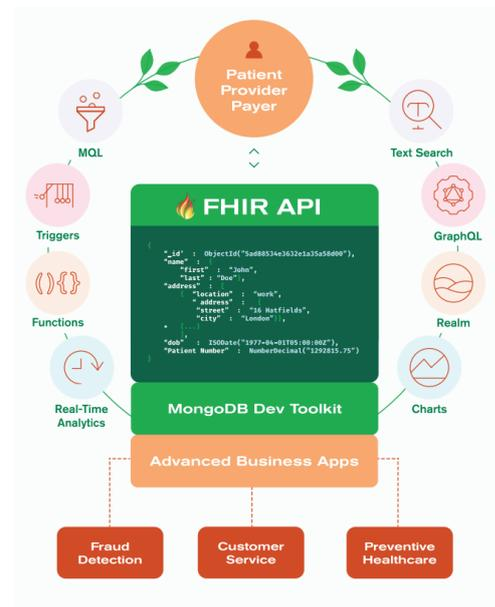 Patient
Provider
Payer
MQL
Text Search
Triggers
GraphQL
Functions
Realm
Real-Time
Analytics
Charts
FHIR API
{
"_id' : ObjectId("5ad88534e3632e1a35a58d00"),
"name" : {
"first" : "John",
"last" : "Doe"},
"address" : [
{ "location" : "work",
" address" : {
"street" : "16 Hatfields",
"city" : "London"}},
* {...}
],
"dob" : ISODate("1977-04-01T05:00:00Z"),
"Patient Number" : NumberDecimal("1292815.75")
}
MongoDB Dev Toolkit
Advanced Business Apps
Fraud
Detection
Customer
Service
Preventive
Healthcare